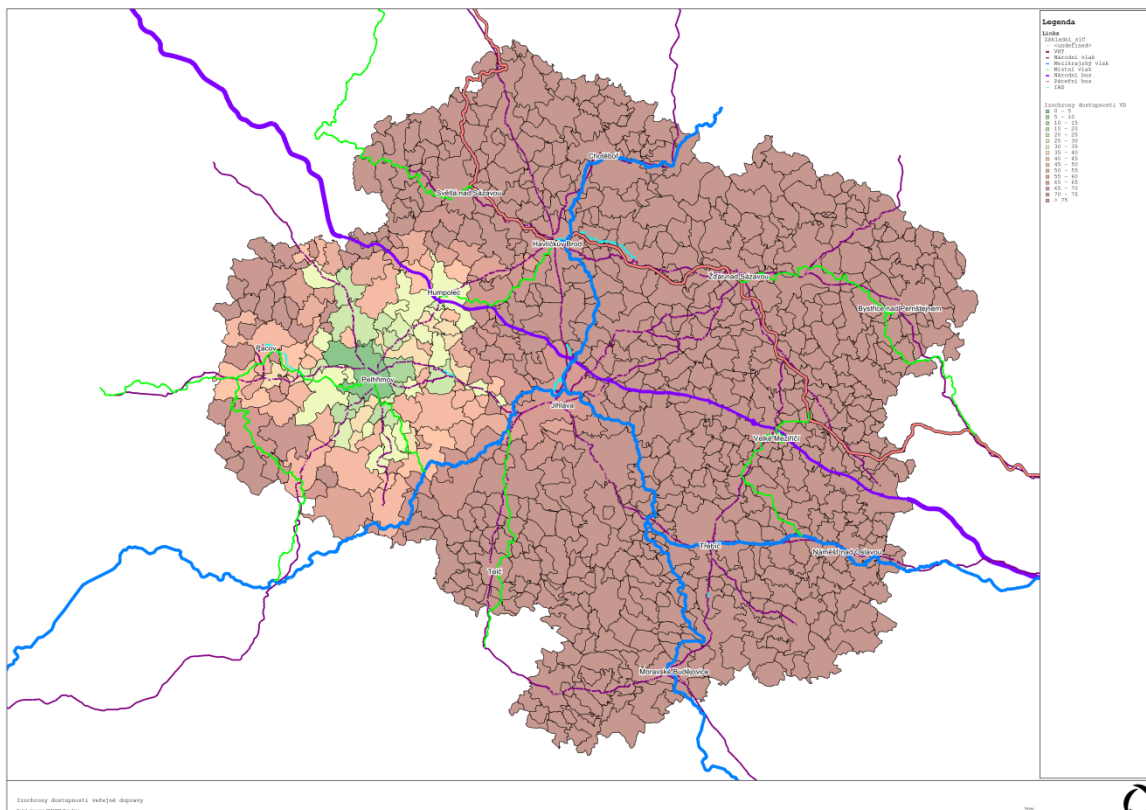 Legenda
Links
Základní_síť
<undefined>
VRT
Národní vlak
Mezikrajský vlak
Místní vlak
Národní bus
Páteřní bus
IAD
Izochrony dostupnosti VD
0 - 5
5 - 10
10 - 15
15 - 20
20 - 25
25 - 30
30 - 35
35 - 40
40 - 45
45 - 50
50 - 55
55 - 60
60 - 65
65 - 70
70 - 75
> 75
Chotěboř
Světlá nad Sázavou
Havlíčkův Brod
Žďár nad Sázavou
Humpolec
Bystřice nad Pernštejnem
Pacov
Pelhřimov
Jihlava
Velké Meziříčí
Třebíč
Náměšť nad Oslavou
Telč
Moravské Budějovice
Izochrony dostupnosti veřejné dopravy